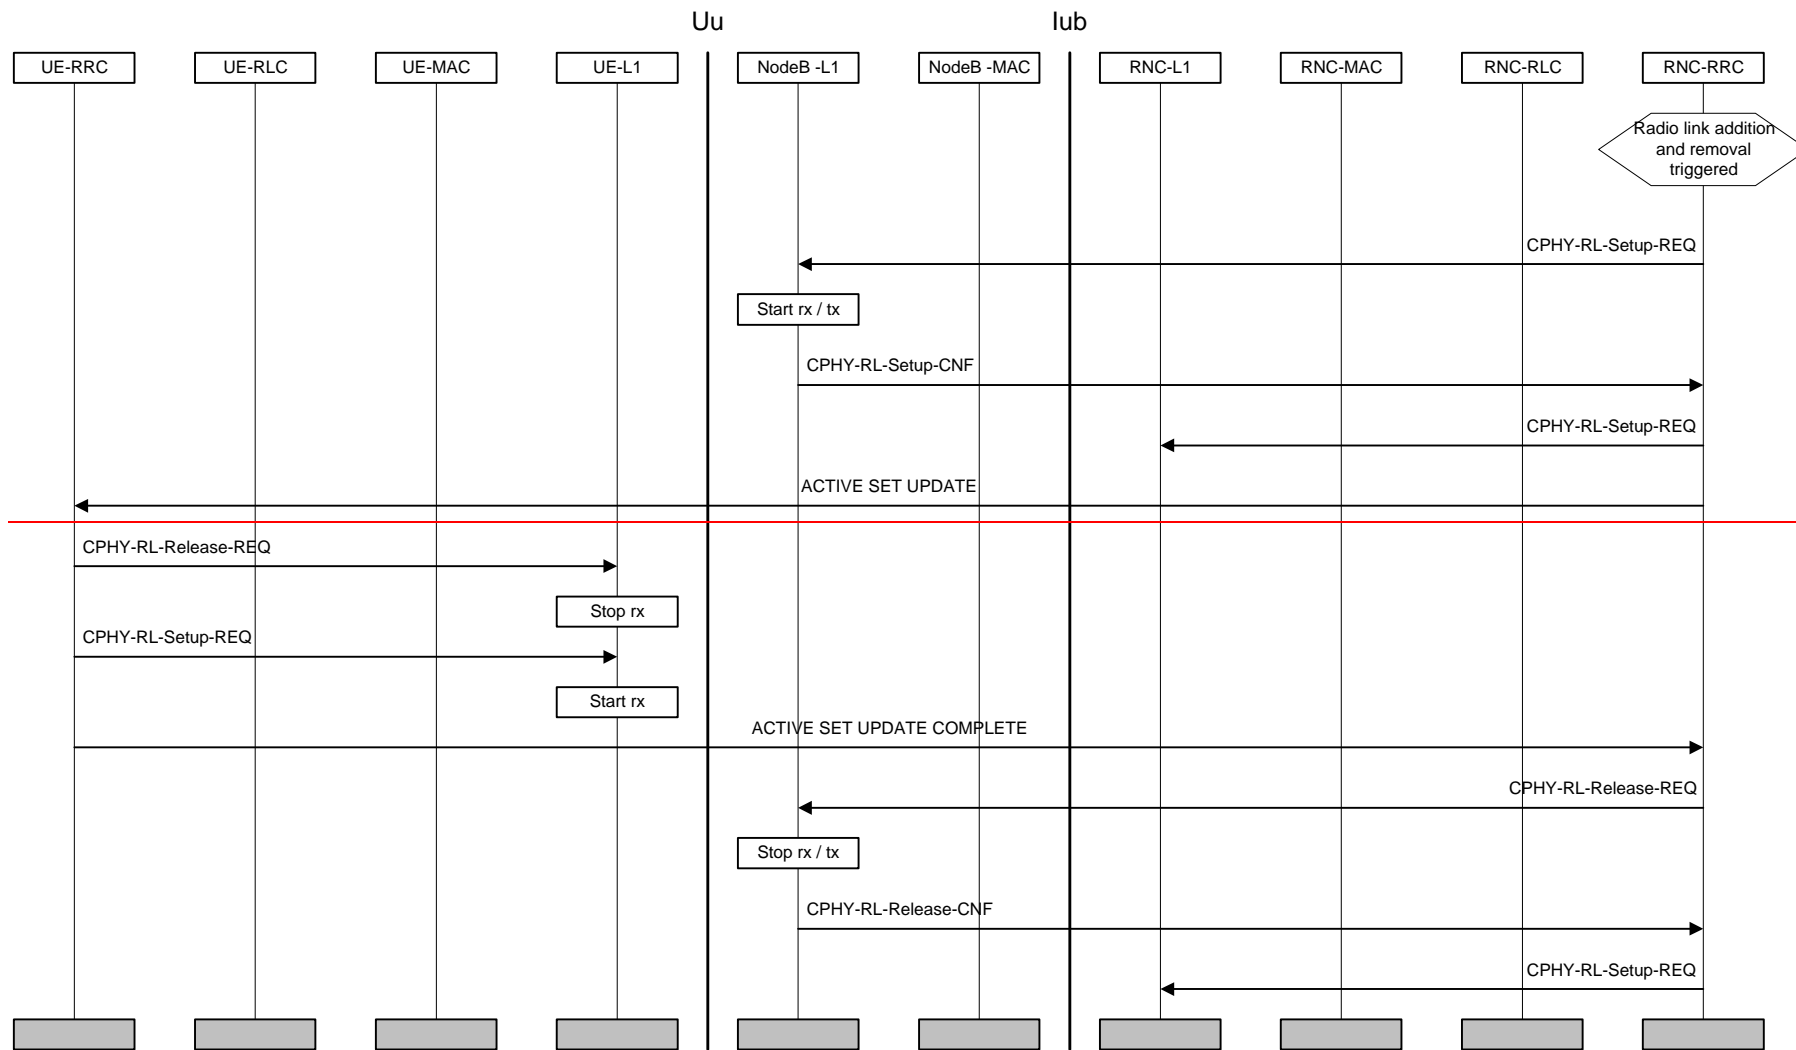 Uu
Iub
UE-RRC
UE-RLC
UE-MAC
UE-L1
NodeB -L1
NodeB -MAC
RNC-L1
RNC-MAC
RNC-RLC
RNC-RRC
Radio link addition
and removal
triggered
CPHY-RL-Setup-REQ
Start rx / tx
CPHY-RL-Setup-CNF
CPHY-RL-Setup-REQ
ACTIVE SET UPDATE
CPHY-RL-Release-REQ
Stop rx
CPHY-RL-Setup-REQ
Start rx
ACTIVE SET UPDATE COMPLETE
CPHY-RL-Release-REQ
Stop rx / tx
CPHY-RL-Release-CNF
CPHY-RL-Setup-REQ